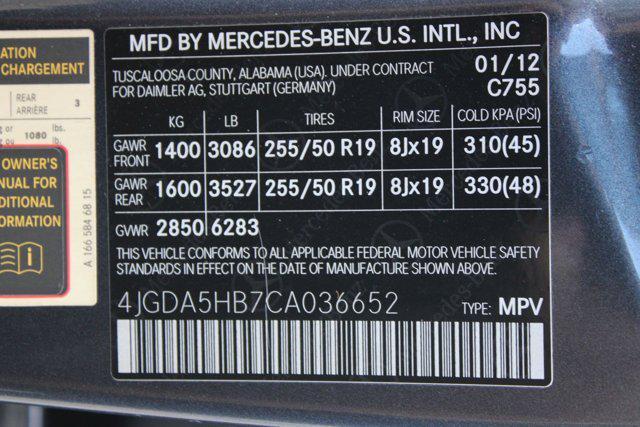 ATION
CHARGEMENT
REAR
ARRIÈRE 3
or 1080 lbs.
OWNER'S
NUAL FOR
DITIONAL
ORMATION
A 166 584 68 15
MFD BY MERCEDES-BENZ U.S. INTL., INC
TUSCALOOSA COUNTY, ALABAMA (USA). UNDER CONTRACT 01/12
FOR DAIMLER AG, STUTTGART (GERMANY) C755
KG LB TIRES RIM SIZE COLD KPA(PSI)
GAWR FRONT 1400 3086 255/50 R19 8Jx19 310(45)
GAWR REAR 1600 3527 255/50 R19 8Jx19 330(48)
GVWR 2850 6283
THIS VEHICLE CONFORMS TO ALL APPLICABLE FEDERAL MOTOR VEHICLE SAFETY
STANDARDS IN EFFECT ON THE DATE OF MANUFACTURE SHOWN ABOVE.
4JGDA5HB7CA036652 TYPE: MPV